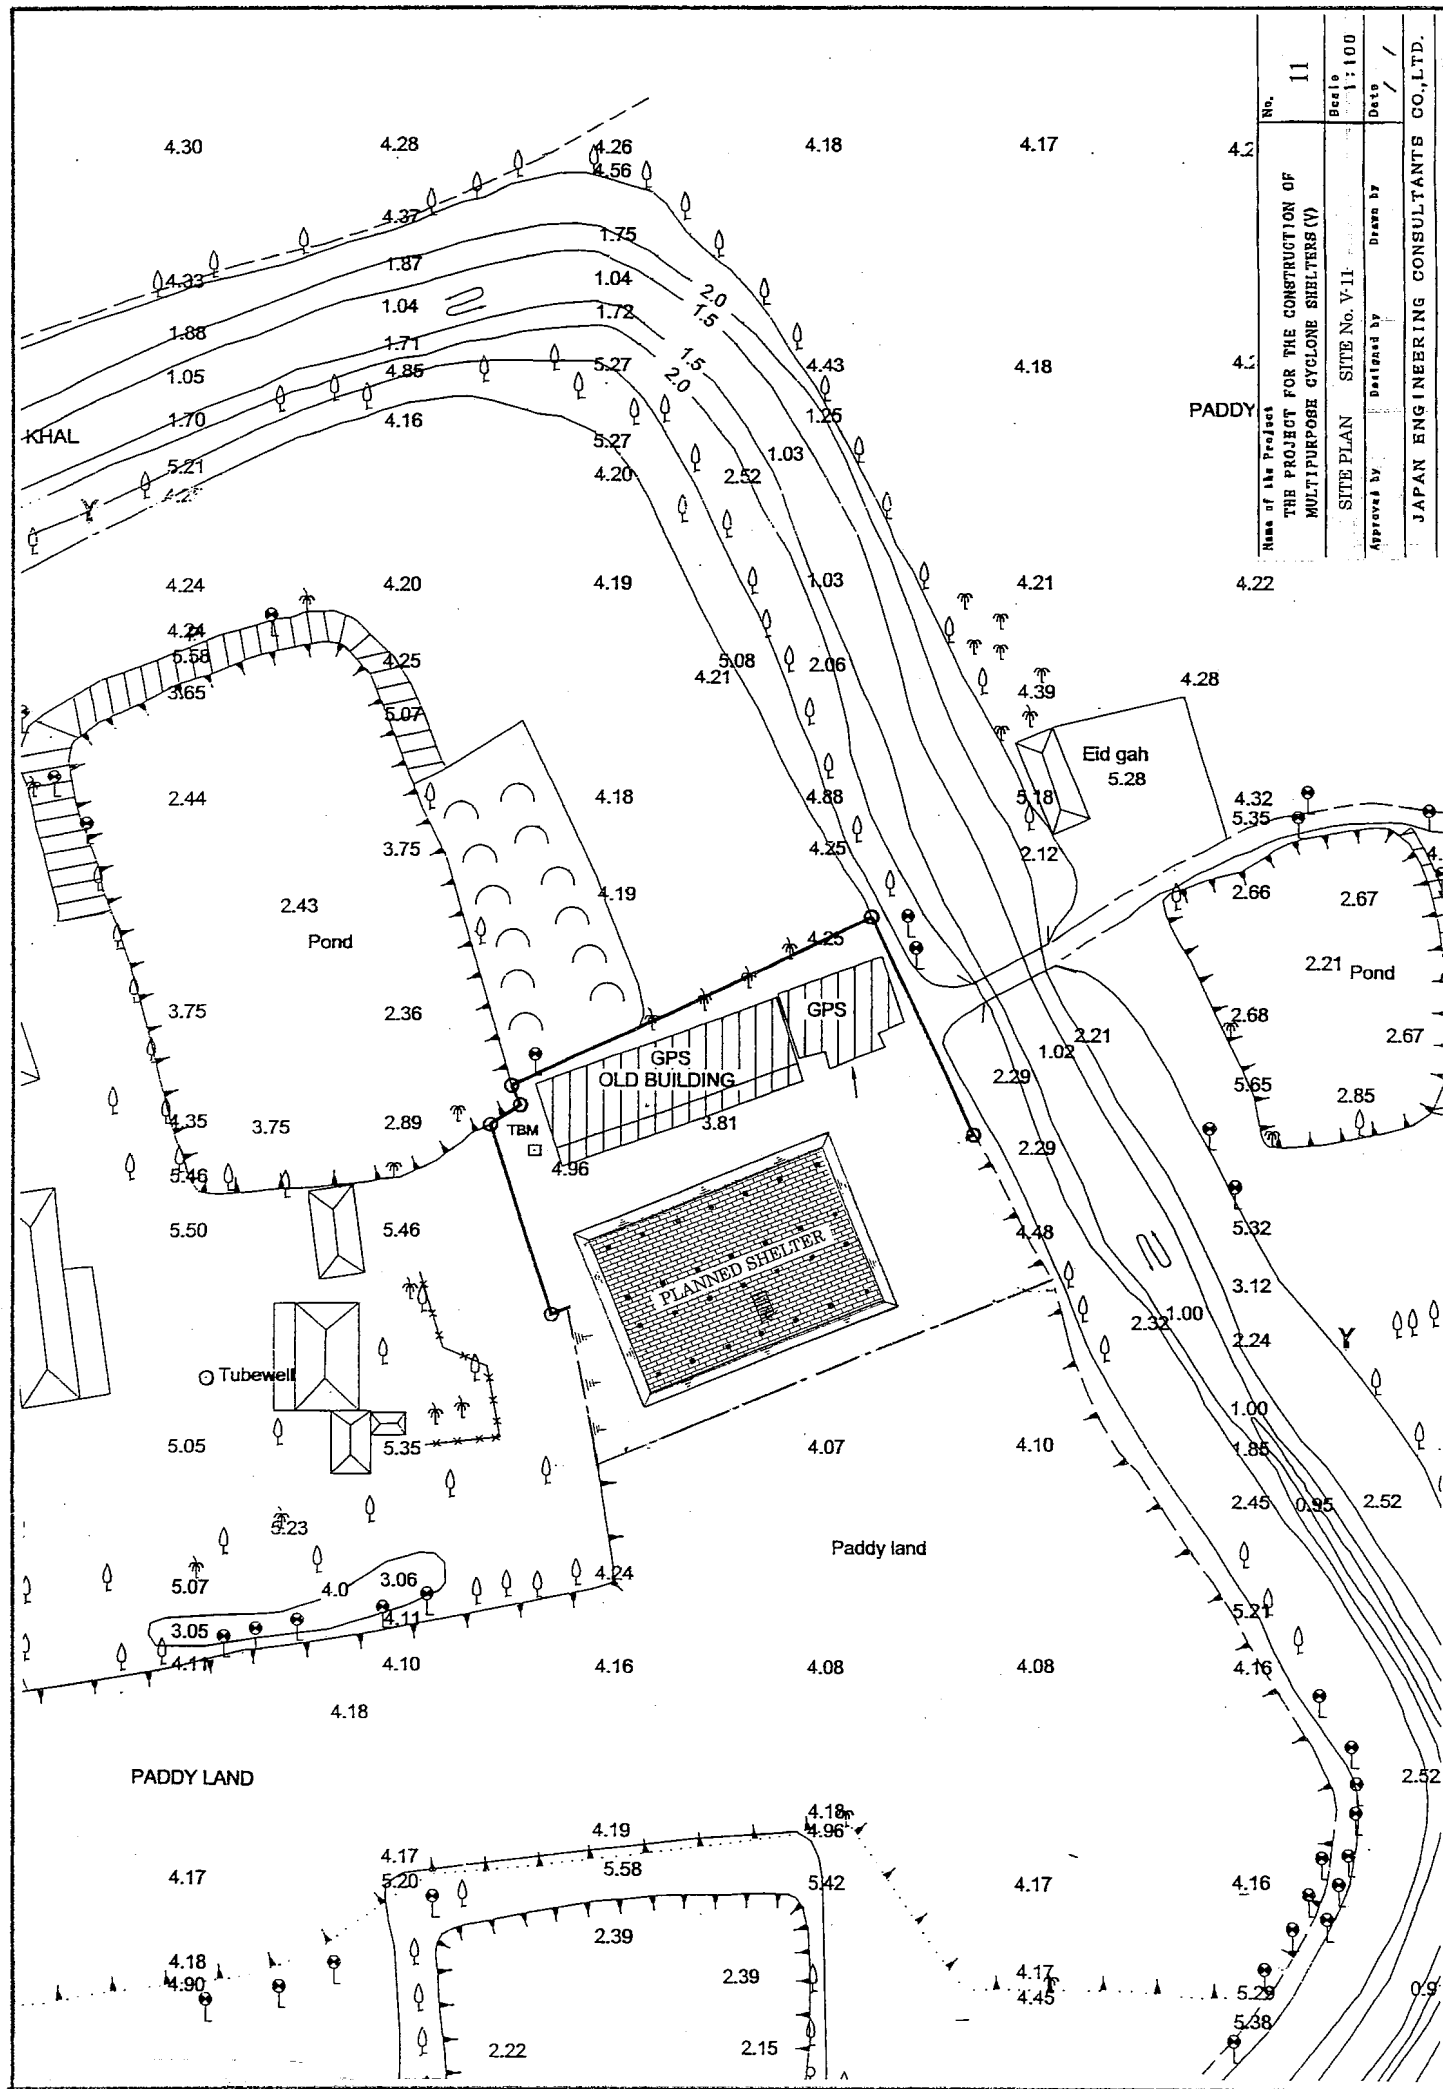 No.
11
Scale
1:100
Date
/ /
Name of the Project
THE PROJECT FOR THE CONSTRUCTION OF
MULTIPURPOSE CYCLONE SHELTERS (V)
SITE PLAN SITE No. V-11
Approved by Designed by Drawn by
JAPAN ENGINEERING CONSULTANTS CO.,LTD.
4.30 4.28 4.26 4.18 4.17 4.2
4.56
4.37
1.75
1.87
4.33 1.04
2.0
1.04 1.72 1.5
1.88 1.71 1.5
4.85 5.27 4.43 4.18 4.2
1.05 2.0
1.70 4.16 1.25 PADDY
KHAL 5.27
5.21 4.20 2.52 1.03
4.24 4.20 4.19 1.03 4.21 4.22
4.24
5.58 4.25 5.08 2.06
3.65 4.21 4.39 4.28
5.07
Eid gah
5.28
2.44 4.18 4.88 5.18 4.32
5.35
3.75 4.25 2.12
2.43 4.19 2.66 2.67
Pond 4.25
2.21 Pond
3.75 2.36 GPS 2.68
2.21 2.67
GPS 1.02
OLD BUILDING 2.29 5.65
2.85
4.35 3.75 2.89 TBM 3.81
2.29
5.46 4.96
5.50 5.46 4.48 5.32
PLANNED SHELTER
3.12
2.32 1.00 2.24
Tubewell
1.00
5.05 5.35 4.07 4.10 1.85
2.45 0.95 2.52
5.23
Paddy land
5.07 4.0 3.06 4.24
3.05 4.11 5.21
4.11 4.10 4.16 4.08 4.08 4.16
4.18
PADDY LAND 2.52
4.18
4.19 4.96
4.17 5.58
4.17 5.20 5.42 4.17 4.16
2.39
4.18 2.39 4.17
4.90 4.45 5.29 0.9
5.38
2.22 2.15